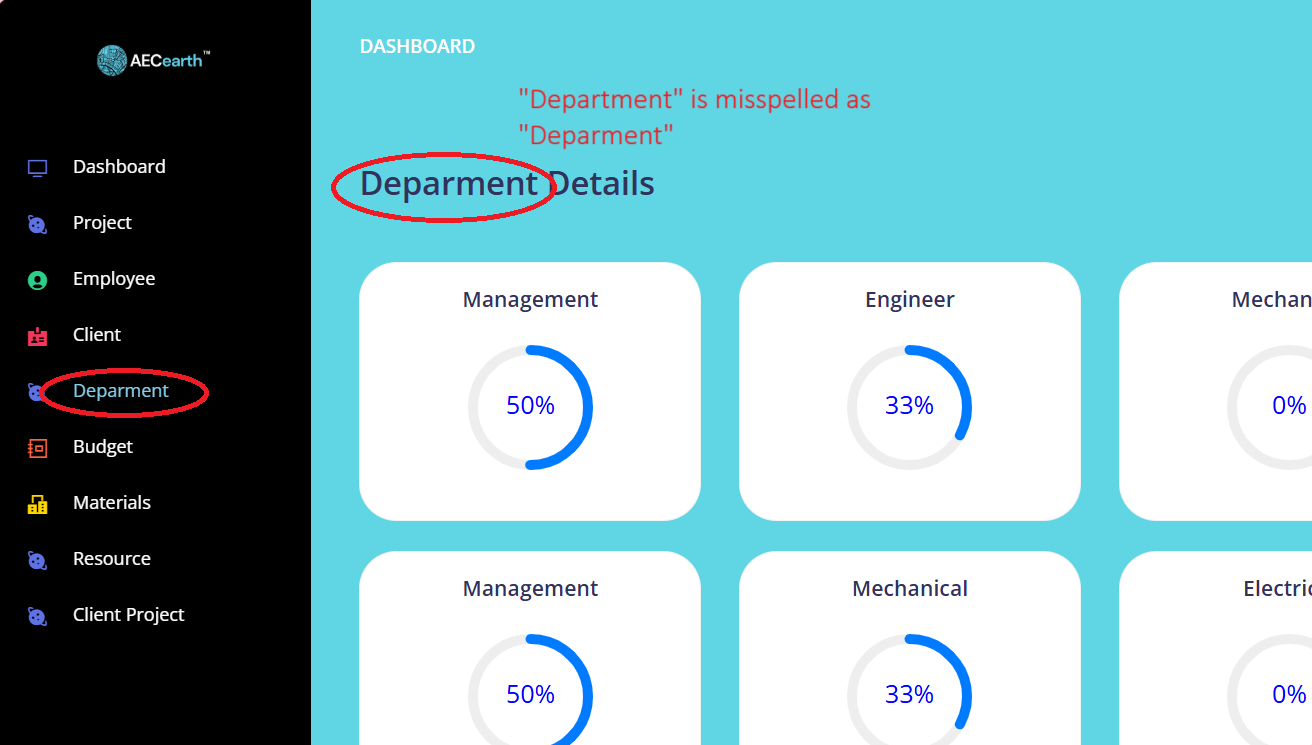 AECearth™
Dashboard
Project
Employee
Client
Deparment
Budget
Materials
Resource
Client Project
DASHBOARD
"Department" is misspelled as
"Deparment"
Deparment Details
Management
50%
Engineer
33%
Mechan
0%
Management
50%
Mechanical
33%
Electric
0%